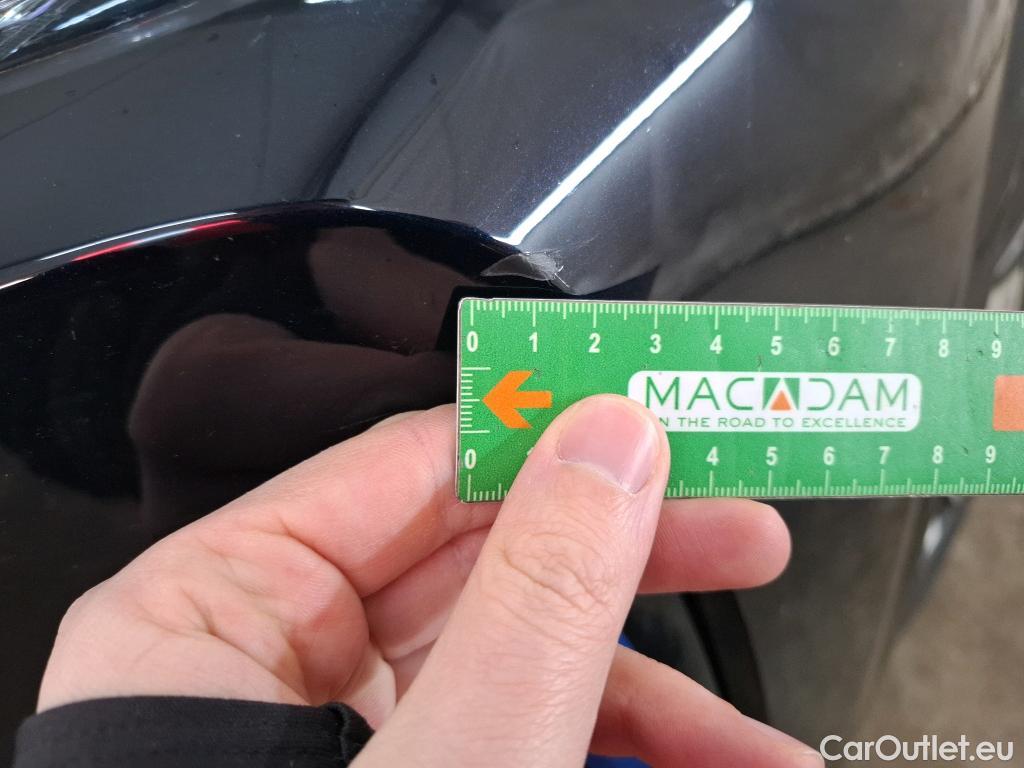 0 1 2 3 4 5 6 7 8 9
MACADAM
N THE ROAD TO EXCELLENCE
0 4 5 6 7 8 9
CarOutlet.eu